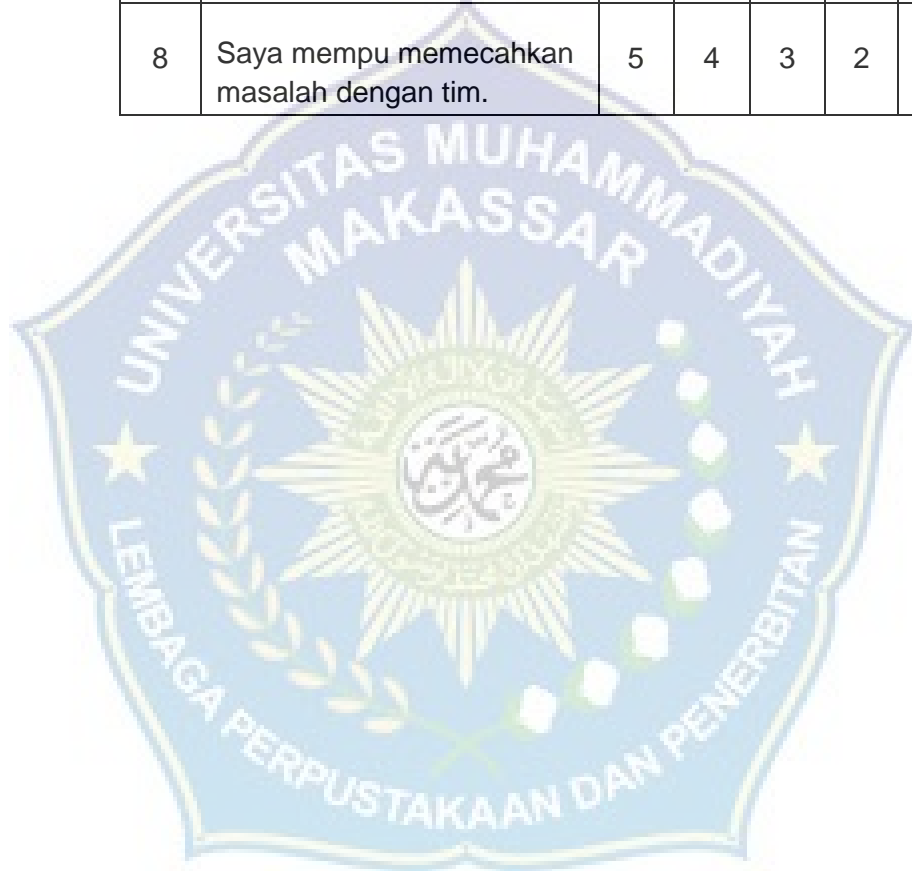 8 Saya mempu memecahkan 5 4 3 2
masalah dengan tim.
UNIVERSITAS MUHAMMADIYAH
MAKASSAR
LEMBAGA PERPUSTAKAAN DAN PENERBITAN